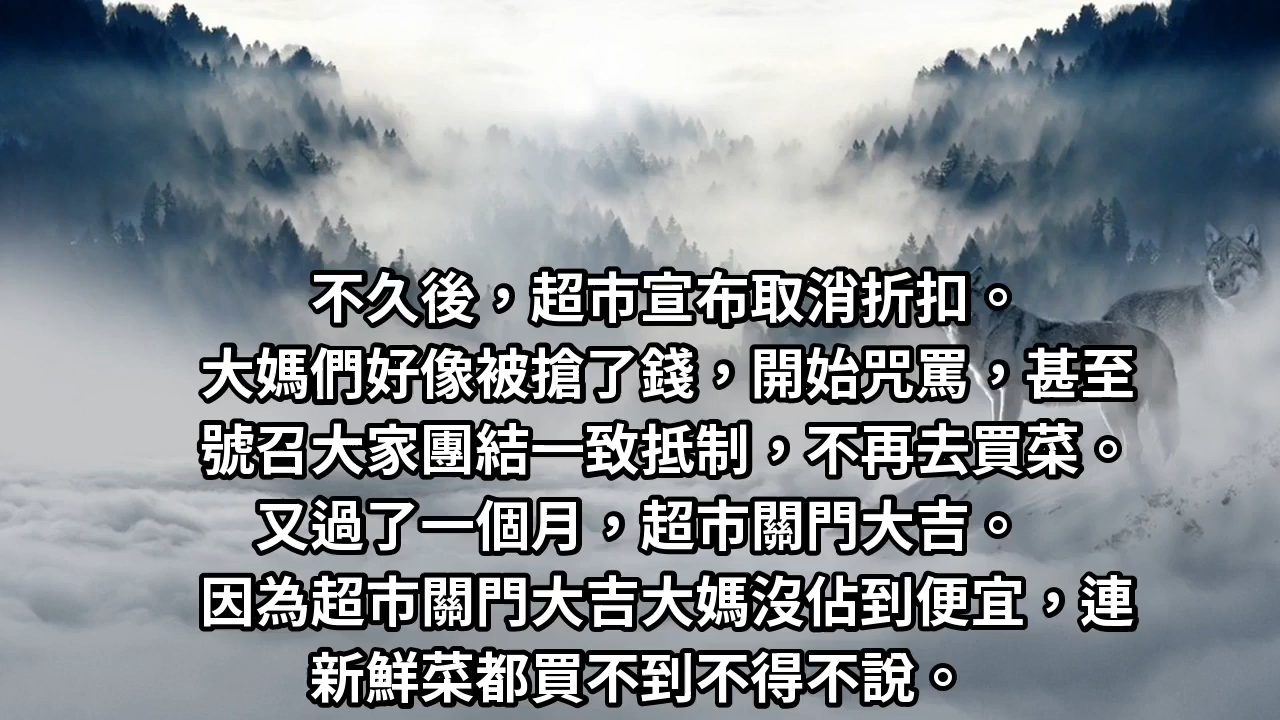 不久後，超市宣布取消折扣。
大媽們好像被搶了錢，開始咒罵，甚至
號召大家團結一致抵制，不再去買菜。
又過了一個月，超市關門大吉。
因為超市關門大吉大媽沒佔到便宜，連
新鮮菜都買不到不得不說。